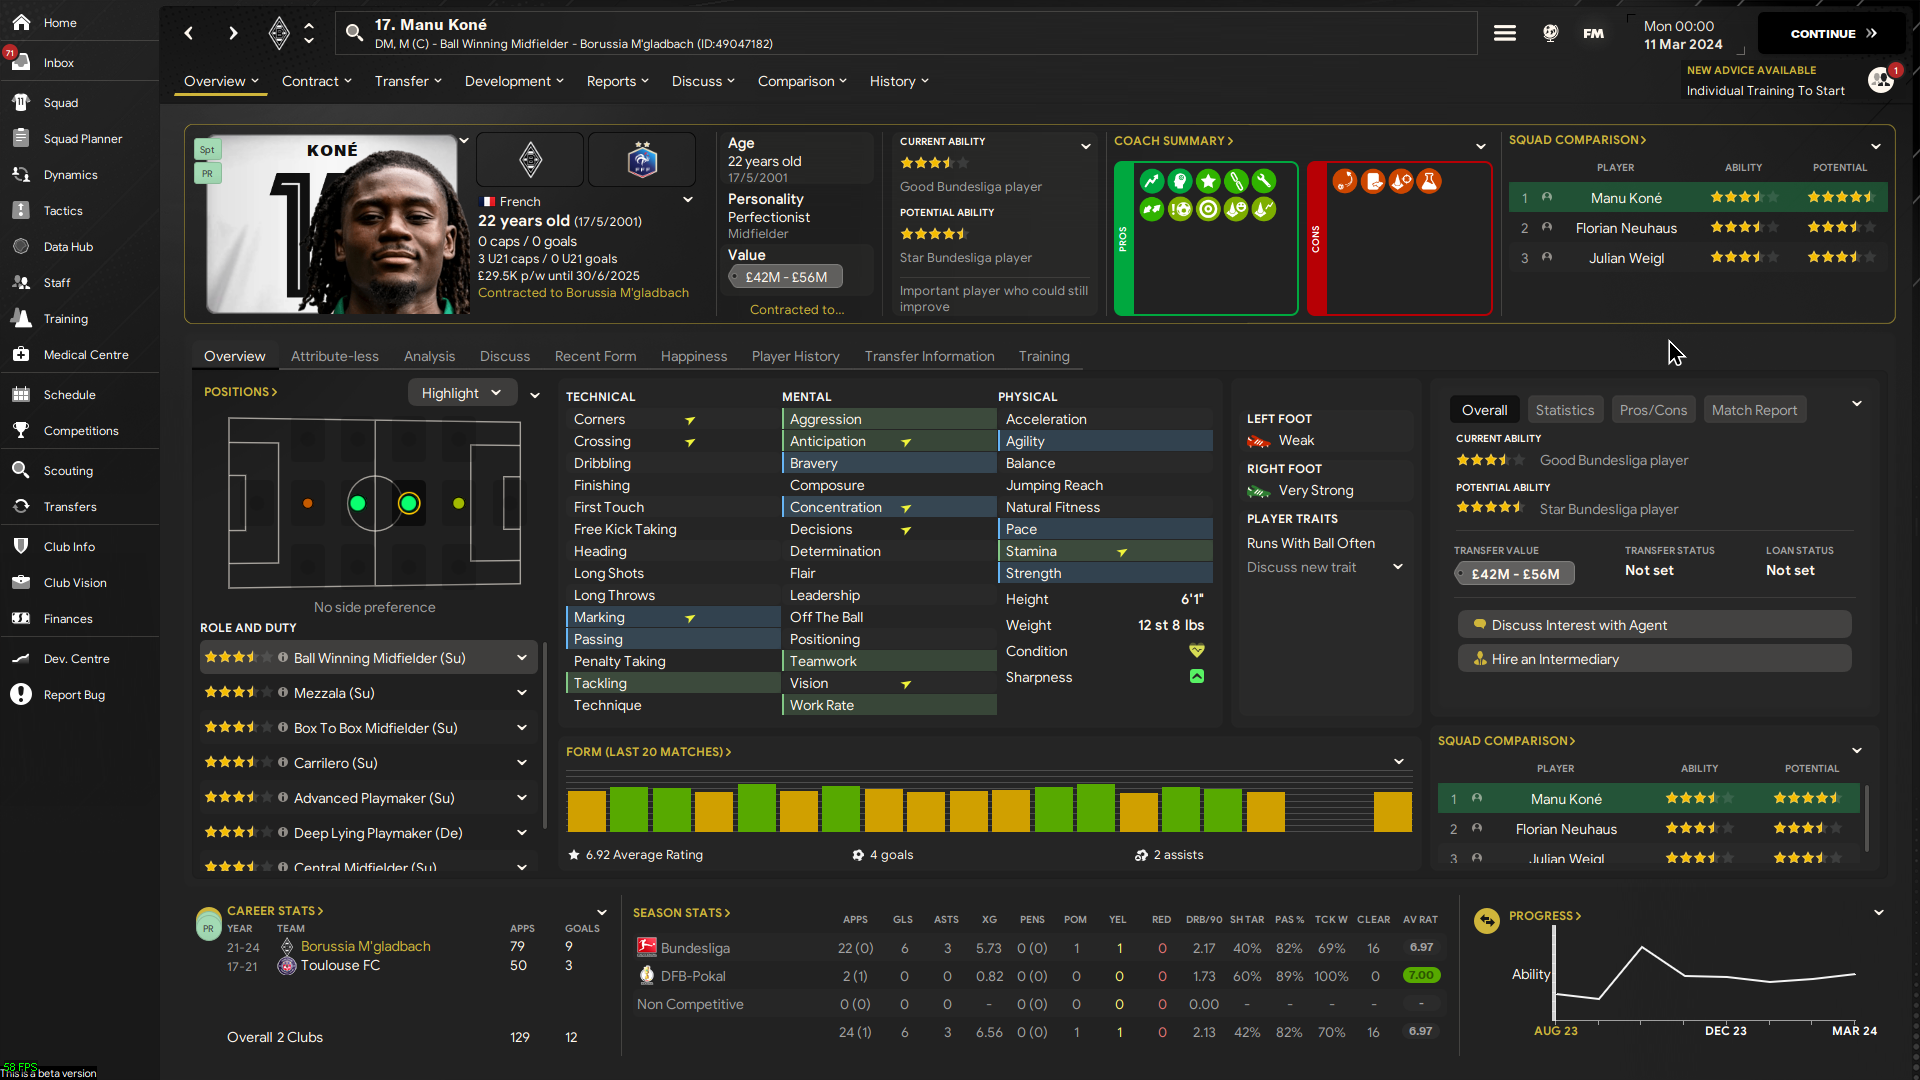 Home
71
Inbox
Squad
Squad Planner
Dynamics
Tactics
Data Hub
Staff
Training
Medical Centre
Schedule
Competitions
Scouting
Transfers
Club Info
Club Vision
Finances
Dev. Centre
Report Bug
58 FPS
This is a beta version
17. Manu Koné
DM, M (C) - Ball Winning Midfielder - Borussia M'gladbach (ID:49047182)
FM
Mon 00:00
11 Mar 2024
CONTINUE
Overview Contract Transfer Development Reports Discuss Comparison History
NEW ADVICE AVAILABLE
Individual Training To Start
1
Spt
PR
KONÉ
French
22 years old (17/5/2001)
0 caps / 0 goals
3 U21 caps / 0 U21 goals
£29.5K p/w until 30/6/2025
Contracted to Borussia M'gladbach
Age
22 years old
17/5/2001
Personality
Perfectionist
Midfielder
Value
£42M - £56M
Contracted to...
CURRENT ABILITY
Good Bundesliga player
POTENTIAL ABILITY
Star Bundesliga player
Important player who could still
improve
COACH SUMMARY
PROS
CONS
SQUAD COMPARISON
PLAYER ABILITY POTENTIAL
1 Manu Koné
2 Florian Neuhaus
3 Julian Weigl
Overview Attribute-less Analysis Discuss Recent Form Happiness Player History Transfer Information Training
POSITIONS
Highlight
No side preference
ROLE AND DUTY
Ball Winning Midfielder (Su)
Mezzala (Su)
Box To Box Midfielder (Su)
Carrilero (Su)
Advanced Playmaker (Su)
Deep Lying Playmaker (De)
Central Midfielder (Su)
TECHNICAL
Corners
Crossing
Dribbling
Finishing
First Touch
Free Kick Taking
Heading
Long Shots
Long Throws
Marking
Passing
Penalty Taking
Tackling
Technique
MENTAL
Aggression
Anticipation
Bravery
Composure
Concentration
Decisions
Determination
Flair
Leadership
Off The Ball
Positioning
Teamwork
Vision
Work Rate
PHYSICAL
Acceleration
Agility
Balance
Jumping Reach
Natural Fitness
Pace
Stamina
Strength
Height 6'1"
Weight 12 st 8 lbs
Condition
Sharpness
LEFT FOOT
Weak
RIGHT FOOT
Very Strong
PLAYER TRAITS
Runs With Ball Often
Discuss new trait
Overall Statistics Pros/Cons Match Report
CURRENT ABILITY
Good Bundesliga player
POTENTIAL ABILITY
Star Bundesliga player
TRANSFER VALUE TRANSFER STATUS LOAN STATUS
£42M - £56M Not set Not set
Discuss Interest with Agent
Hire an Intermediary
FORM (LAST 20 MATCHES)
6.92 Average Rating 4 goals 2 assists
SQUAD COMPARISON
PLAYER ABILITY POTENTIAL
1 Manu Koné
2 Florian Neuhaus
3 Julian Weigl
PR
CAREER STATS
YEAR TEAM APPS GOALS
21-24 Borussia M'gladbach 79 9
17-21 Toulouse FC 50 3
Overall 2 Clubs 129 12
SEASON STATS APPS GLS ASTS XG PENS POM YEL RED DRB/90 SH TAR PAS % TCK W CLEAR AV RAT
Bundesliga 22 (0) 6 3 5.73 0 (0) 1 1 0 2.17 40% 82% 69% 16 6.97
DFB-Pokal 2 (1) 0 0 0.82 0 (0) 0 0 0 1.73 60% 89% 100% 0 7.00
Non Competitive 0 (0) 0 0 - 0 (0) 0 0 0 0.00 - - - - -
24 (1) 6 3 6.56 0 (0) 1 1 0 2.13 42% 82% 70% 16 6.97
PROGRESS
Ability
AUG 23 DEC 23 MAR 24